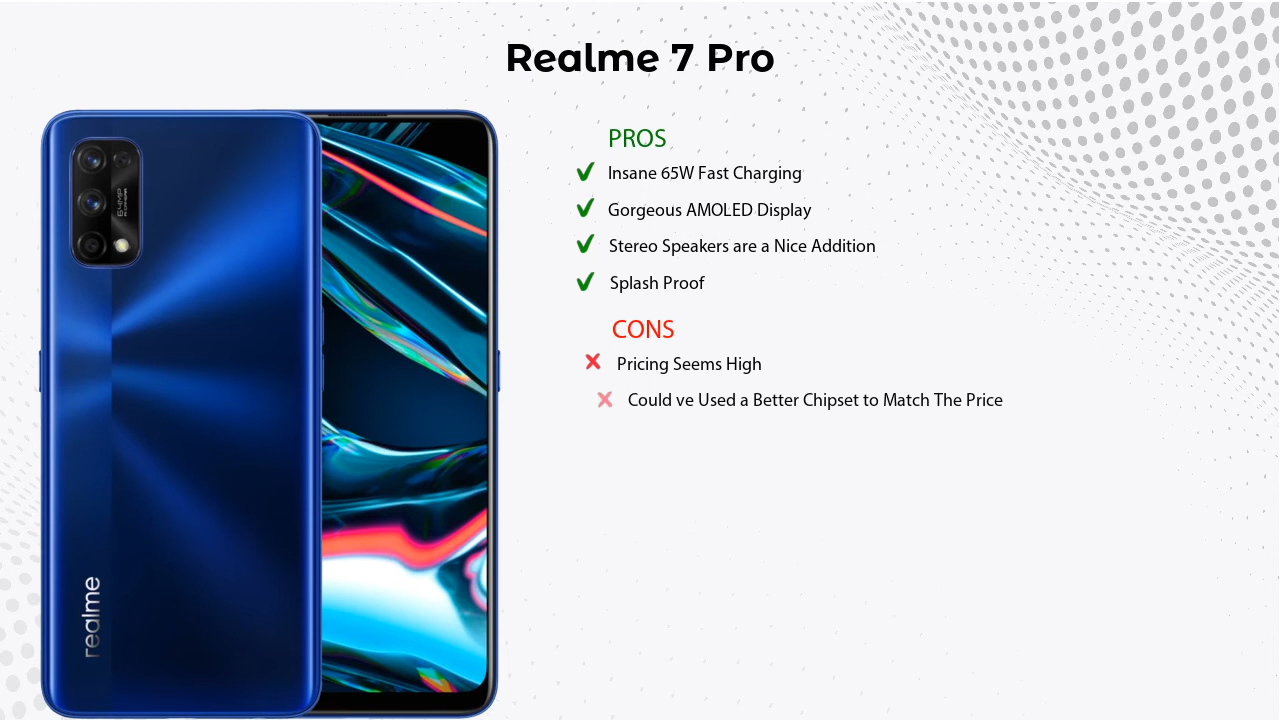 Realme 7 Pro
PROS
Insane 65W Fast Charging
Gorgeous AMOLED Display
Stereo Speakers are a Nice Addition
Splash Proof
CONS
Pricing Seems High
Could ve Used a Better Chipset to Match The Price
64MP
realme